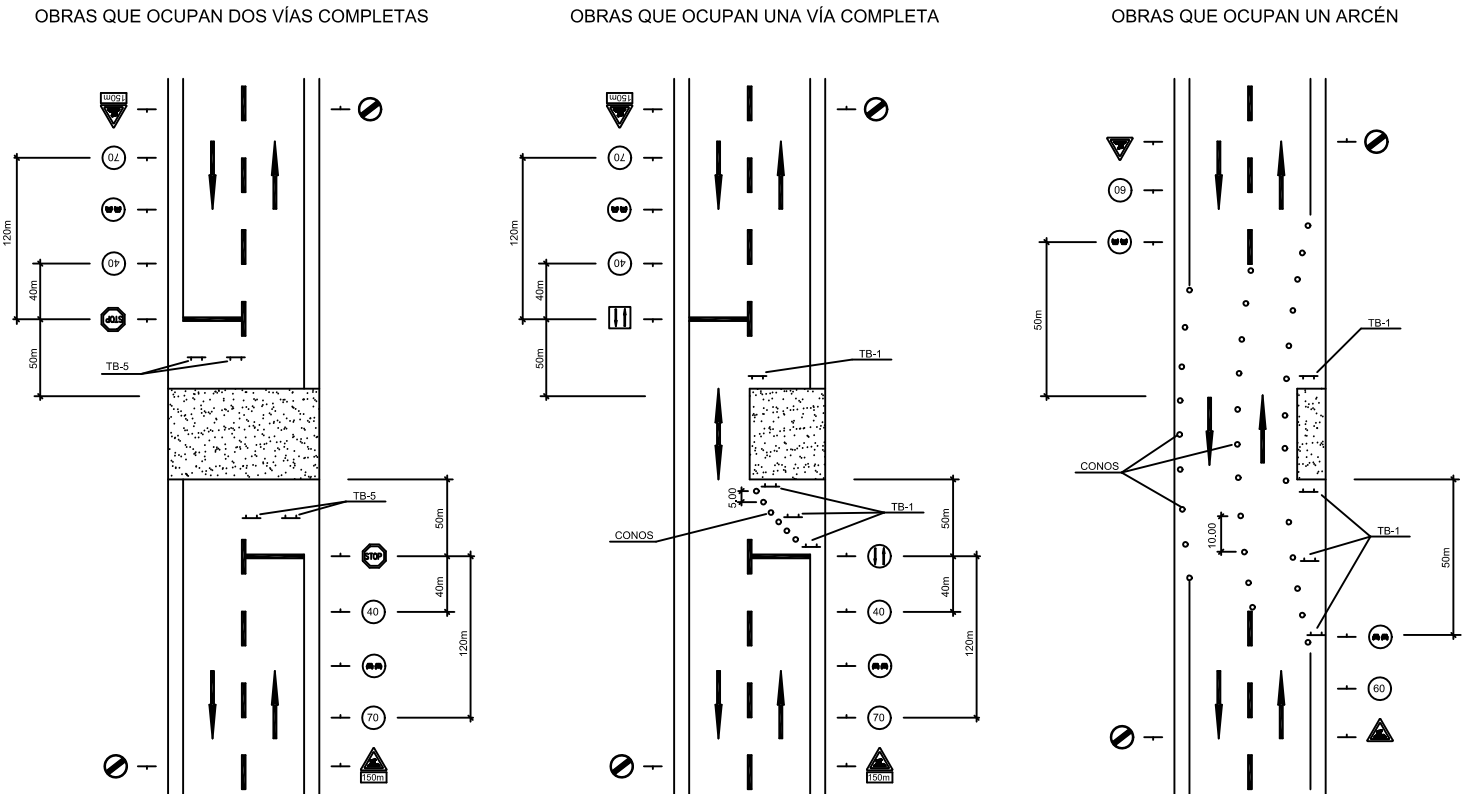 OBRAS QUE OCUPAN DOS VÍAS COMPLETAS
150m
70
120m
40
40m
STOP
50m
TB-5
TB-5
50m
STOP
40m
40
120m
70
150m
OBRAS QUE OCUPAN UNA VÍA COMPLETA
150m
70
120m
40
40m
50m
TB-1
5,00
TB-1
CONOS
50m
40m
40
120m
70
150m
OBRAS QUE OCUPAN UN ARCÉN
60
50m
TB-1
CONOS
10.00
TB-1
50m
60